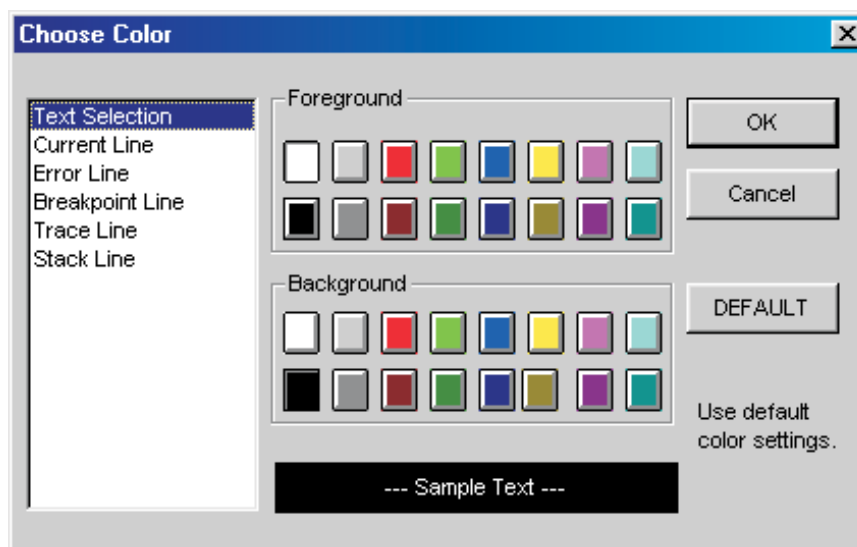 Choose Color
Text Selection
Current Line
Error Line
Breakpoint Line
Trace Line
Stack Line
Foreground
Background
--- Sample Text ---
OK
Cancel
DEFAULT
Use default
color settings.